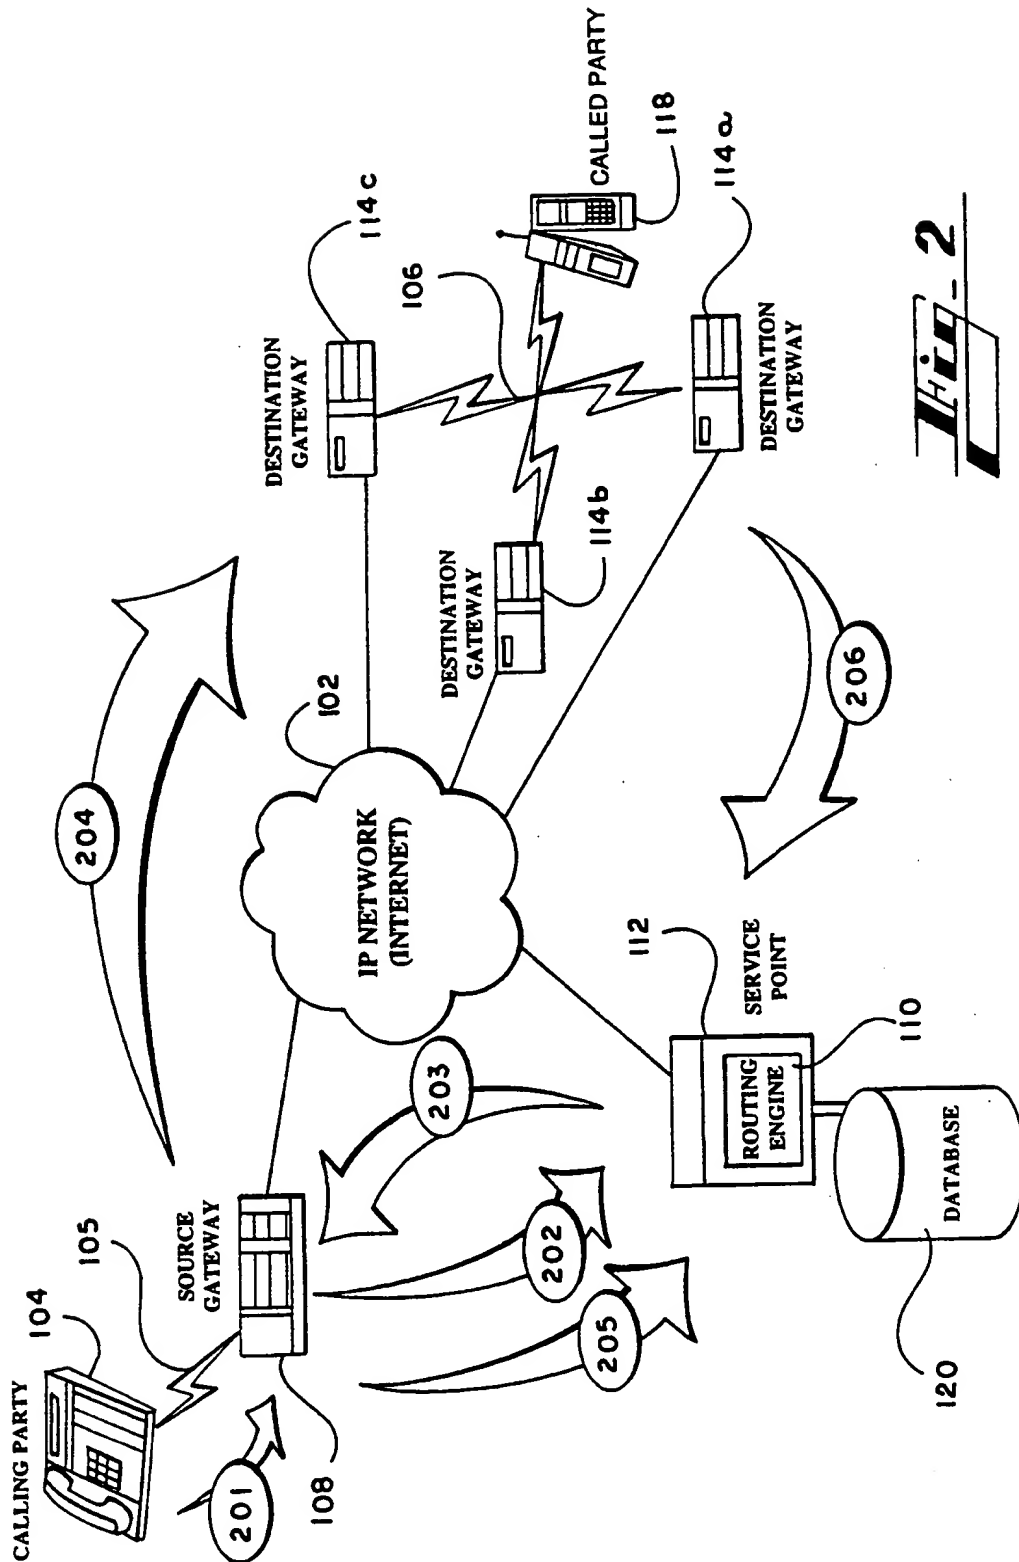 CALLING PARTY
104
105
201
108
SOURCE
GATEWAY
202
205
203
204
IP NETWORK
(INTERNET)
102
DESTINATION
GATEWAY
114c
DESTINATION
GATEWAY
114b
106
CALLED PARTY
118
DESTINATION
GATEWAY
114a
206
SERVICE
POINT
112
ROUTING
ENGINE
110
DATABASE
120
Fig_2